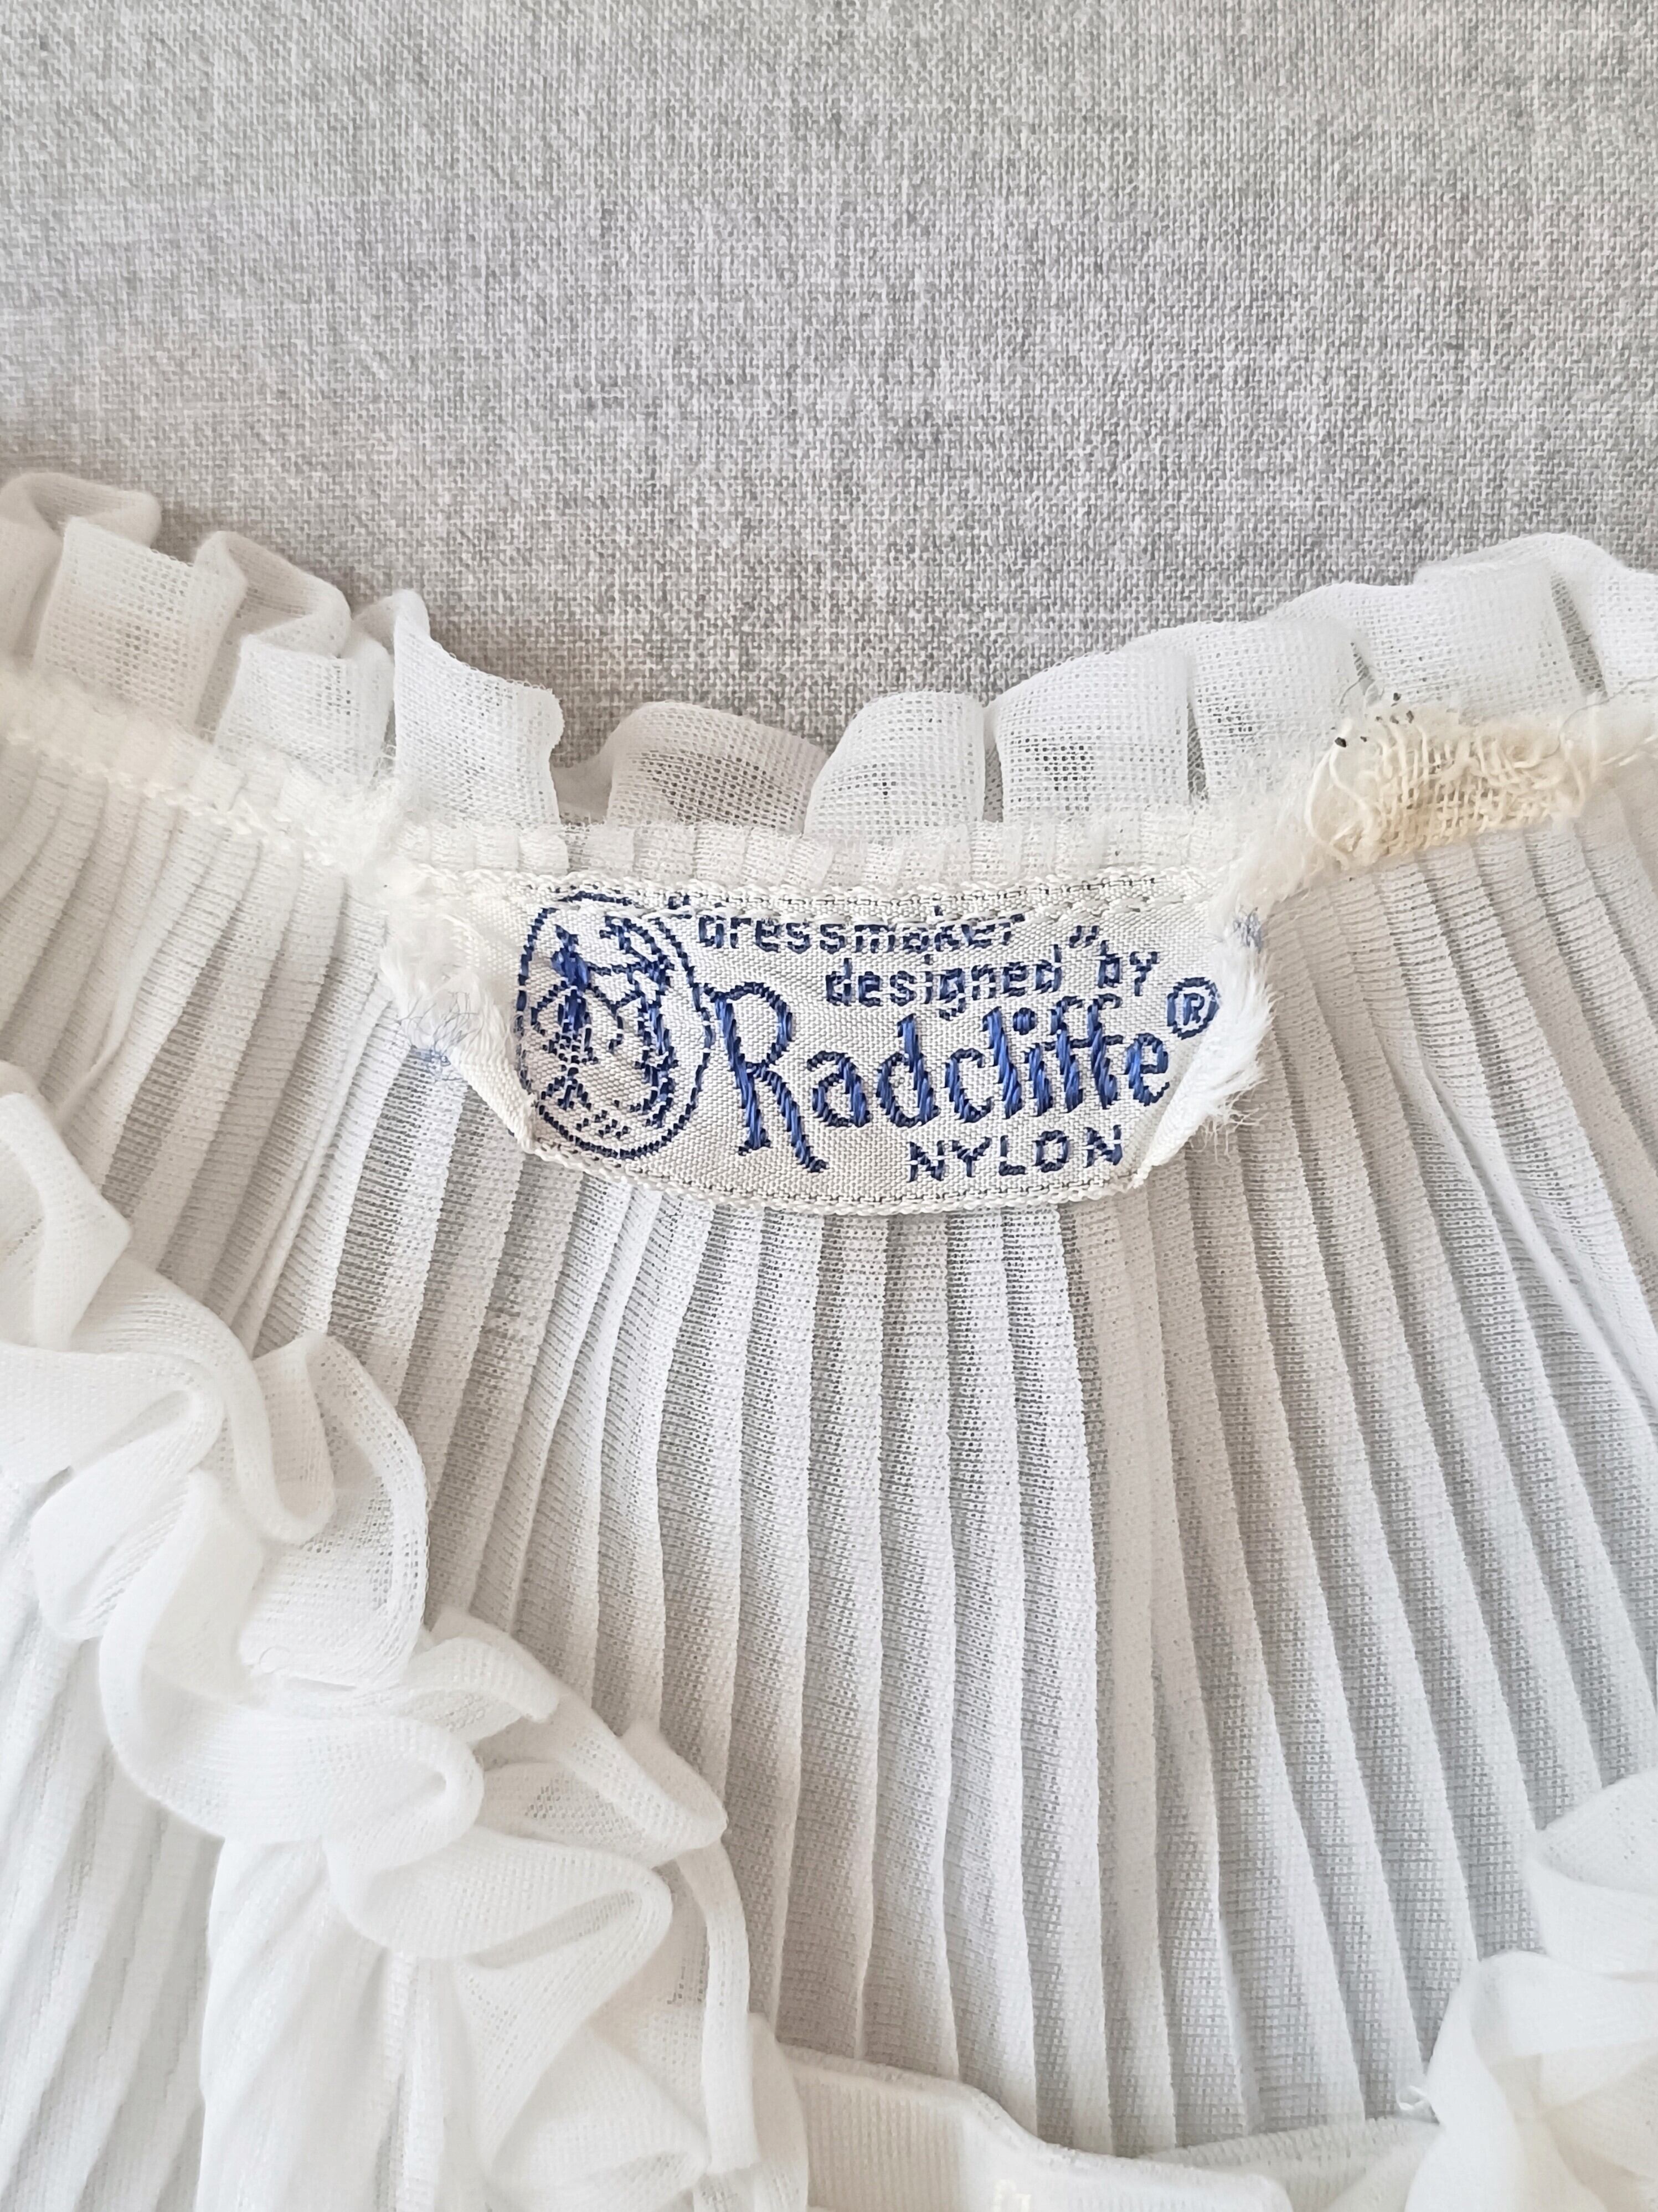 "dressmaker"
designed by
Radcliffe®
NYLON